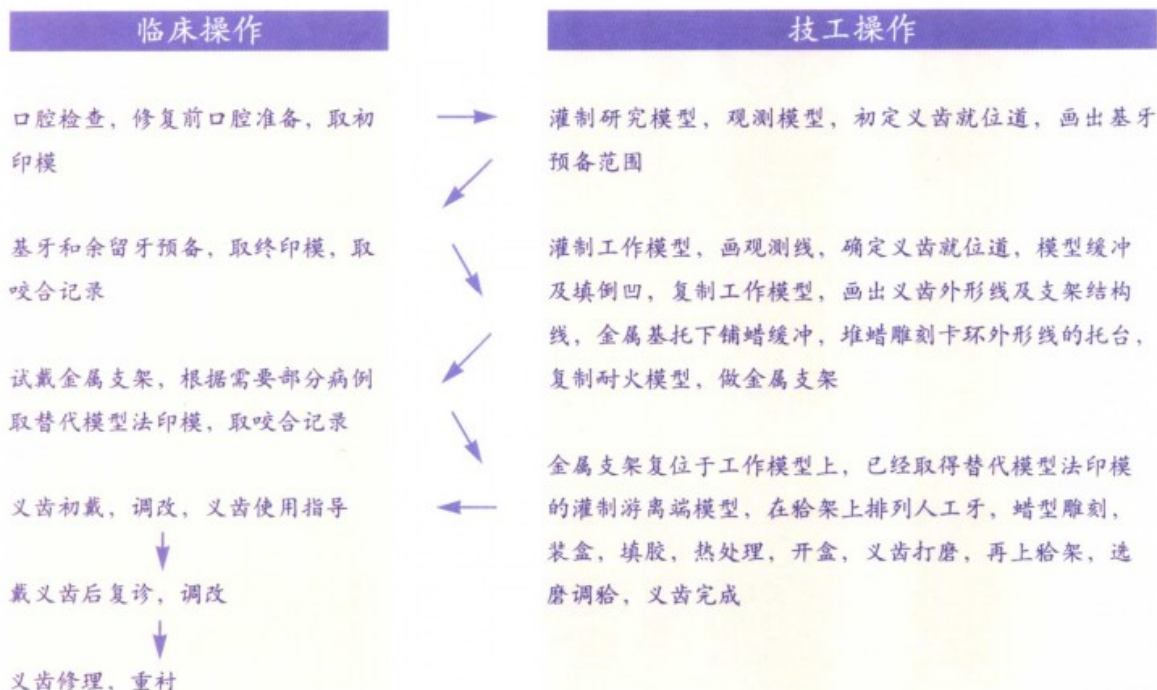 临床操作
口腔检查，修复前口腔准备，取初
印模
基牙和余留牙预备，取终印模，取
咬合记录
试戴金属支架，根据需要部分病例
取替代模型法印模，取咬合记录
义齿初戴，调改，义齿使用指导
戴义齿后复诊，调改
义齿修理，重衬
技工操作
灌制研究模型，观测模型，初定义齿就位道，画出基牙
预备范围
灌制工作模型，画观测线，确定义齿就位道，模型缓冲
及填倒凹，复制工作模型，画出义齿外形线及支架结构
线，金属基托下铺蜡缓冲，堆蜡雕刻卡环外形线的托台，
复制耐火模型，做金属支架
金属支架复位于工作模型上，已经取得替代模型法印模
的灌制游离端模型，在𬌗架上排列人工牙，蜡型雕刻，
装盒，填胶，热处理，开盒，义齿打磨，再上𬌗架，选
磨调𬌗，义齿完成